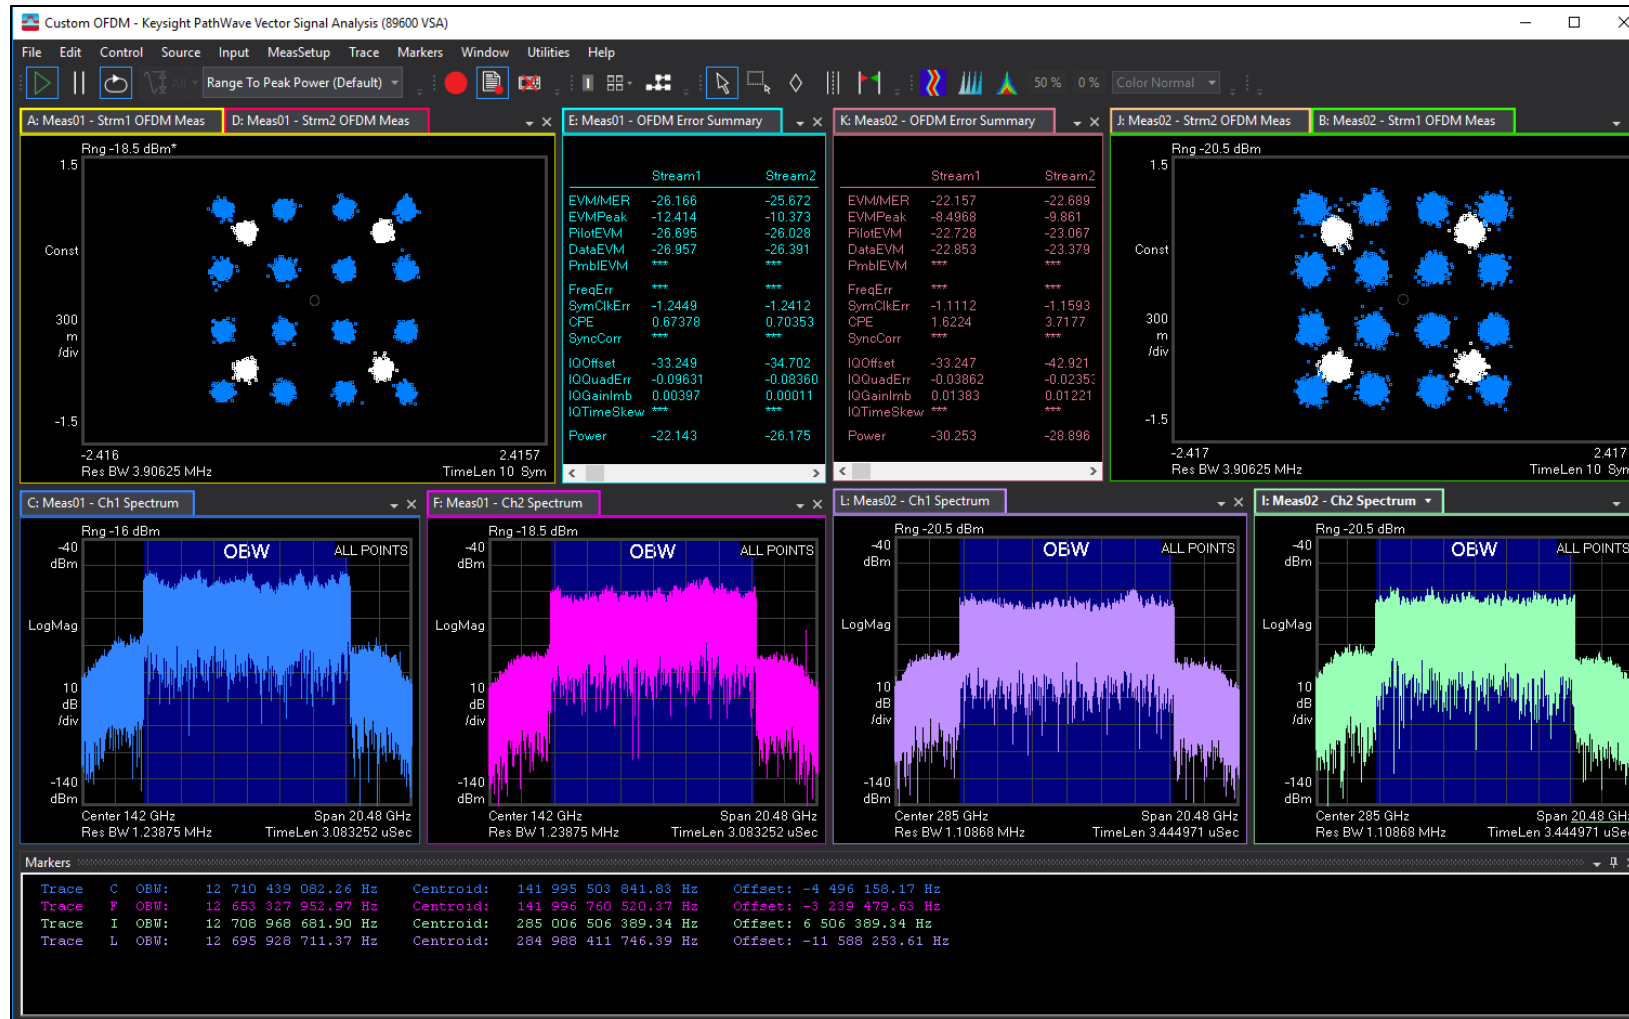 Custom OFDM - Keysight PathWave Vector Signal Analysis (89600 VSA)
File Edit Control Source Input MeasSetup Trace Markers Window Utilities Help
All Range To Peak Power (Default) 50 % 0 % Color Normal
A: Meas01 - Strm1 OFDM Meas
D: Meas01 - Strm2 OFDM Meas
Rng -18.5 dBm*
1.5
Const
300
m
/div
-1.5
-2.416 2.4157
Res BW 3.90625 MHz TimeLen 10 Sym
E: Meas01 - OFDM Error Summary
Stream1 Stream2
EVM/MER -26.166 -25.672
EVMPeak -12.414 -10.373
PilotEVM -26.695 -26.028
DataEVM -26.957 -26.391
PmblEVM *** ***
FreqErr *** ***
SymClkErr -1.2449 -1.2412
CPE 0.67378 0.70353
SyncCorr *** ***
IQOffset -33.249 -34.702
IQQuadErr -0.09631 -0.08360
IQGainImb 0.00397 0.00011
IQTimeSkew *** ***
Power -22.143 -26.175
K: Meas02 - OFDM Error Summary
Stream1 Stream2
EVM/MER -22.157 -22.689
EVMPeak -8.4968 -9.861
PilotEVM -22.728 -23.067
DataEVM -22.853 -23.379
PmblEVM *** ***
FreqErr *** ***
SymClkErr -1.1112 -1.1593
CPE 1.6224 3.7177
SyncCorr *** ***
IQOffset -33.247 -42.921
IQQuadErr -0.03862 -0.0235
IQGainImb 0.01383 0.01221
IQTimeSkew *** ***
Power -30.253 -28.896
J: Meas02 - Strm2 OFDM Meas
B: Meas02 - Strm1 OFDM Meas
Rng -20.5 dBm
1.5
Const
300
m
/div
-1.5
-2.417 2.417
Res BW 3.90625 MHz TimeLen 10 Sym
C: Meas01 - Ch1 Spectrum
Rng -16 dBm
-40
dBm
OBW ALL POINTS
LogMag
10
dB
/div
-140
dBm
Center 142 GHz Span 20.48 GHz
Res BW 1.23875 MHz TimeLen 3.083252 uSec
F: Meas01 - Ch2 Spectrum
Rng -18.5 dBm
-40
dBm
OBW ALL POINTS
LogMag
10
dB
/div
-140
dBm
Center 142 GHz Span 20.48 GHz
Res BW 1.23875 MHz TimeLen 3.083252 uSec
L: Meas02 - Ch1 Spectrum
Rng -20.5 dBm
-40
dBm
OBW ALL POINTS
LogMag
10
dB
/div
-140
dBm
Center 285 GHz Span 20.48 GHz
Res BW 1.10868 MHz TimeLen 3.444971 uSec
I: Meas02 - Ch2 Spectrum
Rng -20.5 dBm
-40
dBm
OBW ALL POINTS
LogMag
10
dB
/div
-140
dBm
Center 285 GHz Span 20.48 GHz
Res BW 1.10868 MHz TimeLen 3.444971 uSec
Markers
Trace C OBW: 12 710 439 082.26 Hz Centroid: 141 995 503 841.83 Hz Offset: -4 496 158.17 Hz
Trace F OBW: 12 653 327 952.97 Hz Centroid: 141 996 760 520.37 Hz Offset: -3 239 479.63 Hz
Trace I OBW: 12 708 968 681.90 Hz Centroid: 285 006 506 389.34 Hz Offset: 6 506 389.34 Hz
Trace L OBW: 12 695 928 711.37 Hz Centroid: 284 988 411 746.39 Hz Offset: -11 588 253.61 Hz